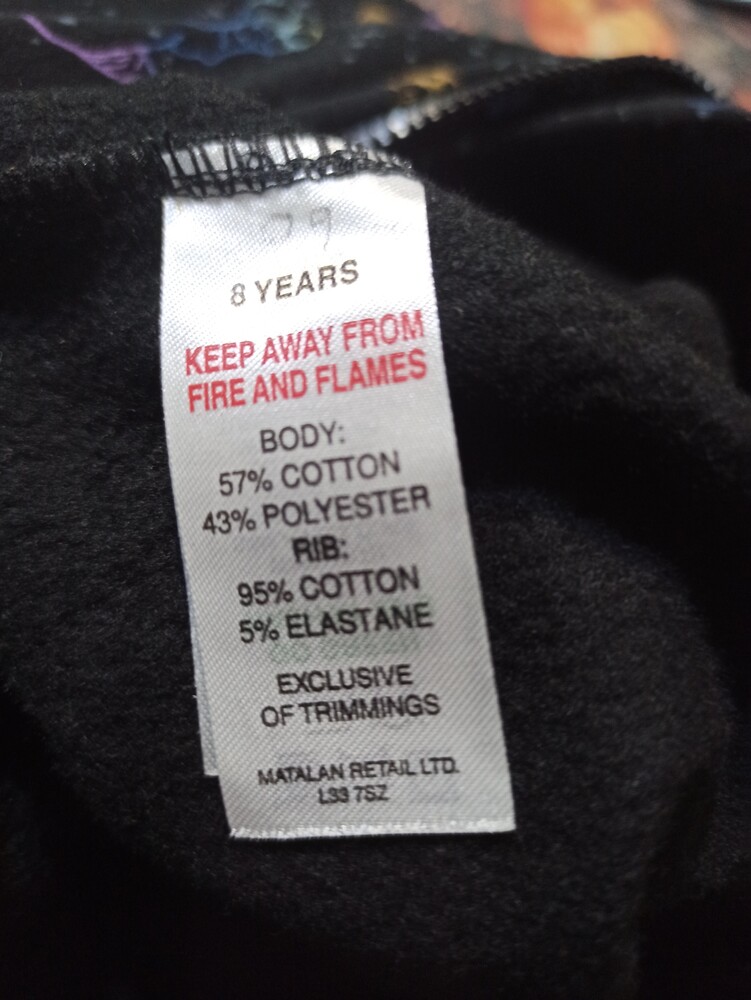 8 YEARS
KEEP AWAY FROM
FIRE AND FLAMES
BODY:
57% COTTON
43% POLYESTER
RIB:
95% COTTON
5% ELASTANE
EXCLUSIVE
OF TRIMMINGS
MATALAN RETAIL LTD.
L33 7SZ